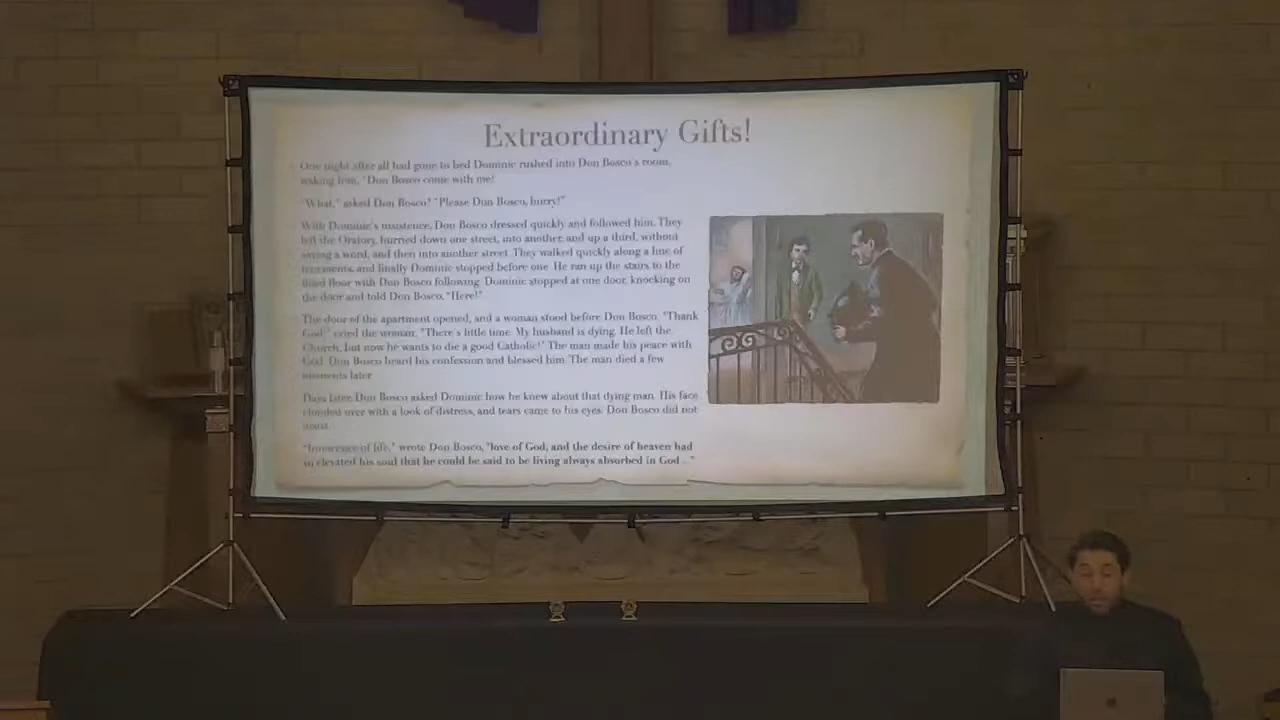 Extraordinary Gifts!
One night after all had gone to bed Dominic rushed into Don Bosco's room,
waking him, "Don Bosco come with me!
"What," asked Don Bosco? "Please Don Bosco, hurry!"
With Dominic's insistence, Don Bosco dressed quickly and followed him. They
left the Oratory, hurried down one street, into another, and up a third, without
saying a word, and then into another street. They walked quickly along a line of
tenements, and finally Dominic stopped before one. He ran up the stairs to the
third floor with Don Bosco following. Dominic stopped at one door, knocking on
the door and told Don Bosco, "Here!"
The door of the apartment opened, and a woman stood before Don Bosco. "Thank
God!" cried the woman. "There's little time. My husband is dying. He left the
Church, but now he wants to die a good Catholic!" The man made his peace with
God. Don Bosco heard his confession and blessed him. The man died a few
moments later.
Days later, Don Bosco asked Dominic how he knew about that dying man. His face
clouded over with a look of distress, and tears came to his eyes. Don Bosco did not
insist.
"Innocence of life," wrote Don Bosco, "love of God, and the desire of heaven had
so elevated his soul that he could be said to be living always absorbed in God..."